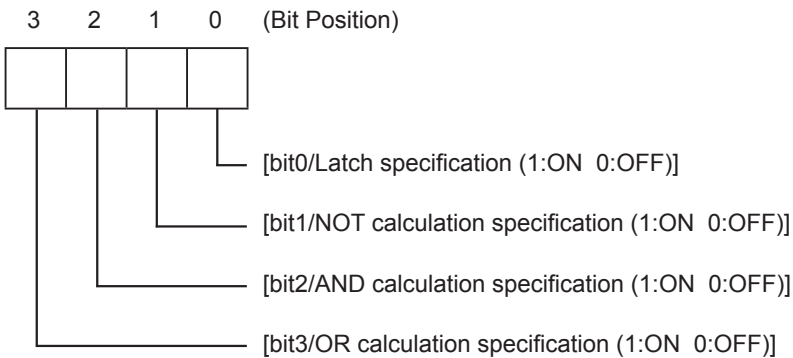 3 2 1 0 (Bit Position)
[bit0/Latch specification (1:ON 0:OFF)]
[bit1/NOT calculation specification (1:ON 0:OFF)]
[bit2/AND calculation specification (1:ON 0:OFF)]
[bit3/OR calculation specification (1:ON 0:OFF)]